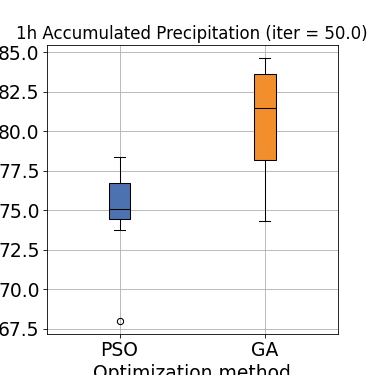 1h Accumulated Precipitation (iter = 50.0)
85.0
82.5
80.0
77.5
75.0
72.5
70.0
67.5
PSO GA
Optimization method